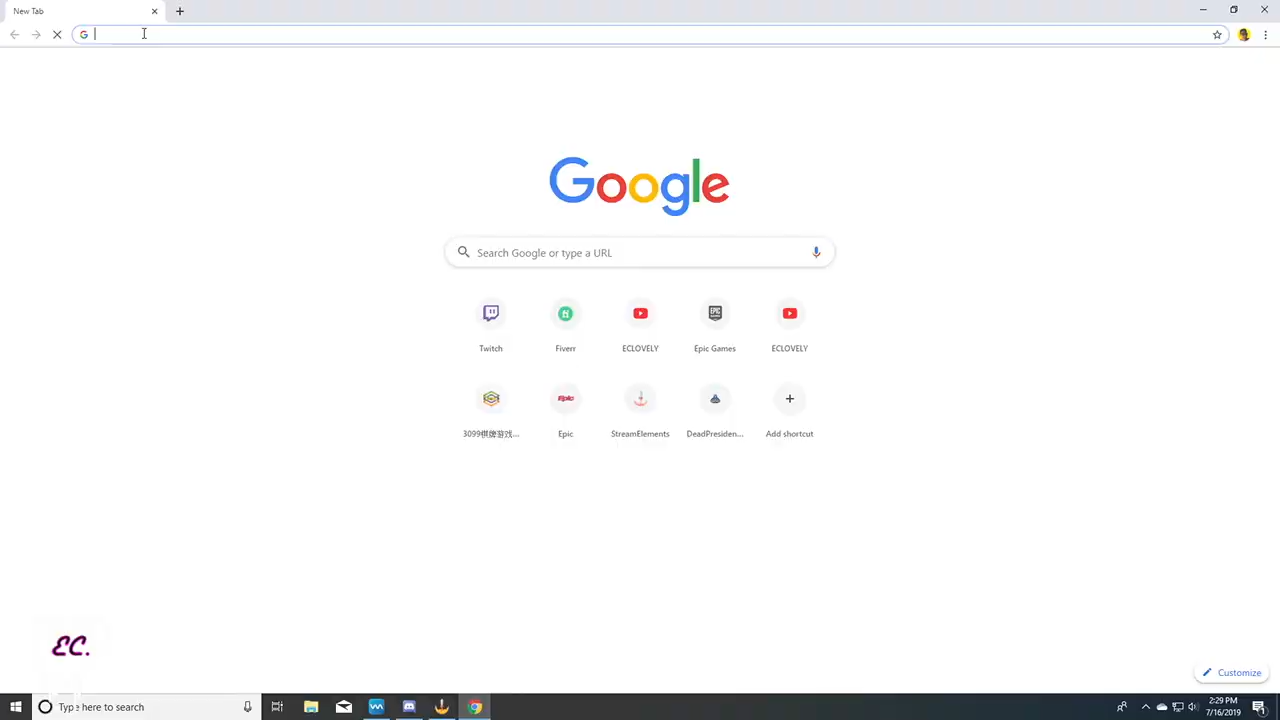 New Tab
Google
Search Google or type a URL
Twitch
Fiverr
ECLOVELY
Epic Games
ECLOVELY
3099棋牌游戏...
Epic
StreamElements
DeadPresiden...
Add shortcut
EC.
Customize
Type here to search
2:29 PM
7/16/2019